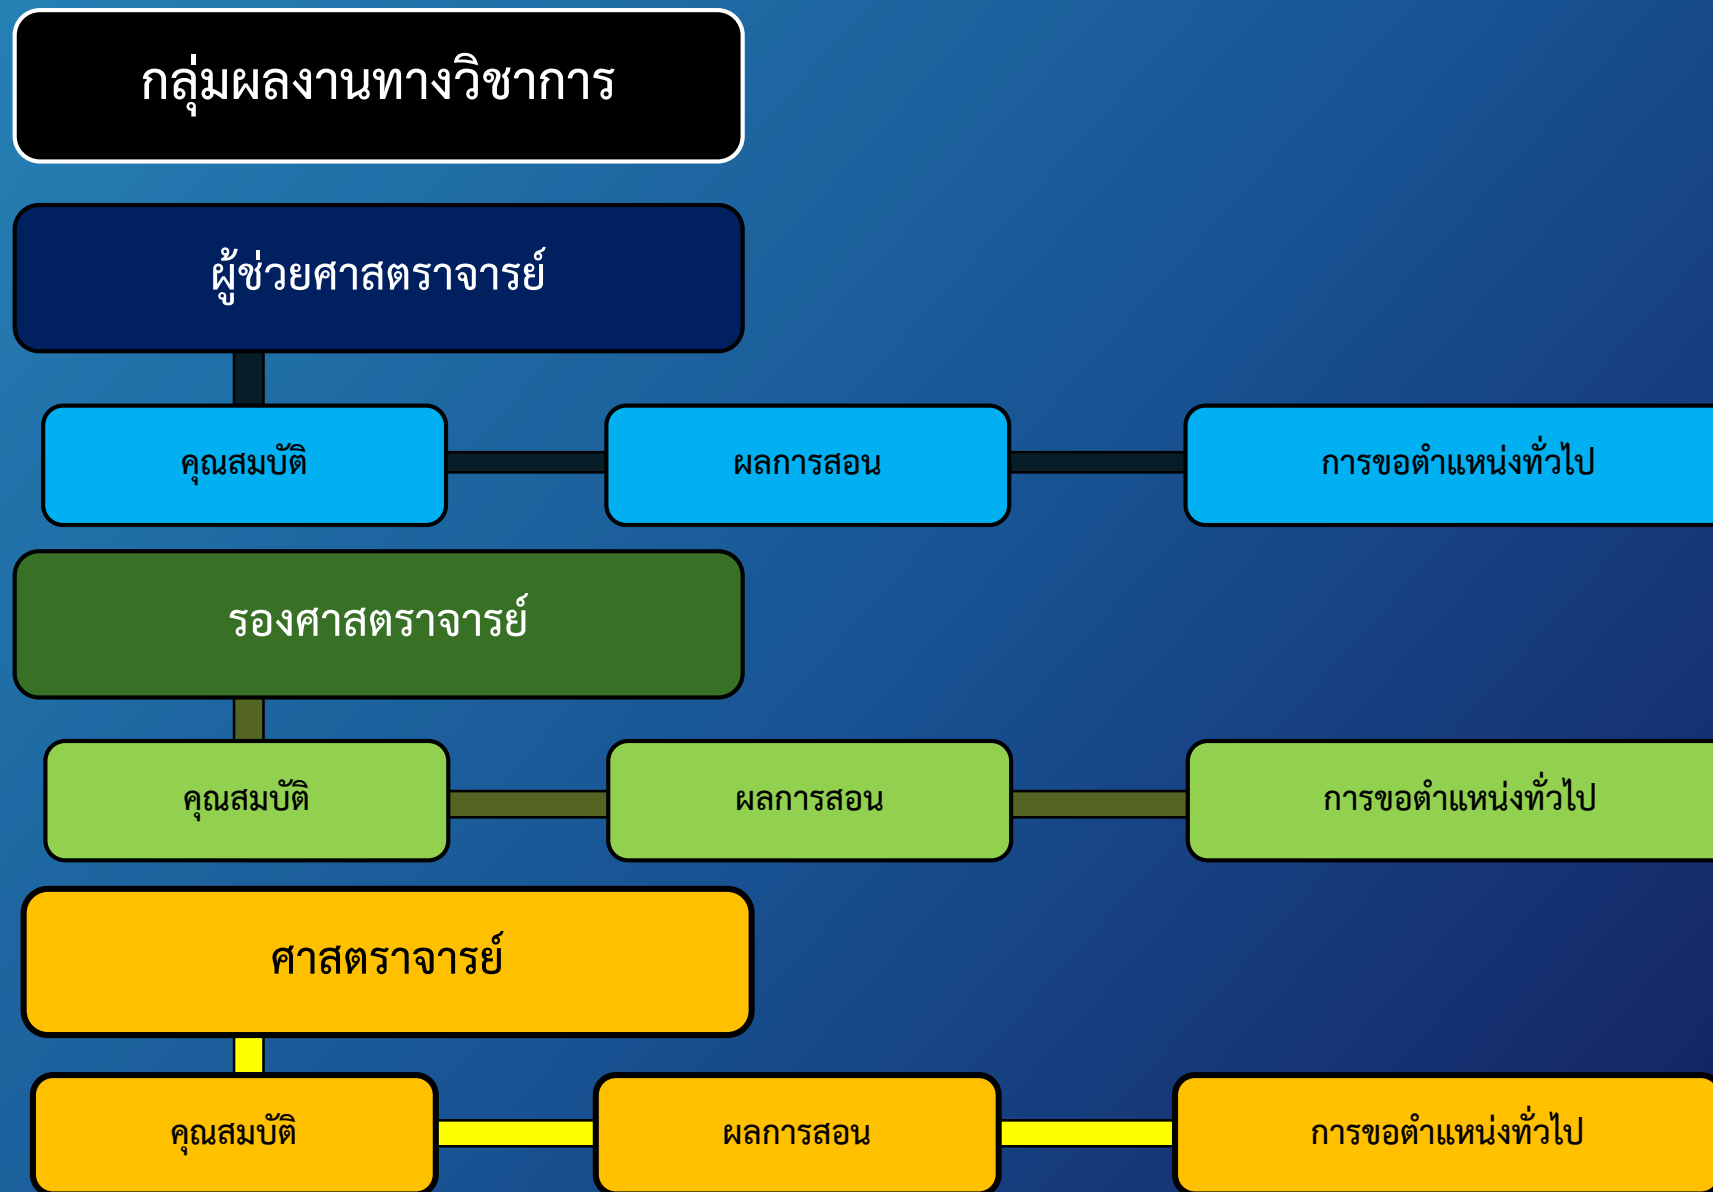 กลุ่มผลงานทางวิชาการ
ผู้ช่วยศาสตราจารย์
คุณสมบัติ
ผลการสอน
การขอตำแหน่งทั่วไป
รองศาสตราจารย์
คุณสมบัติ
ผลการสอน
การขอตำแหน่งทั่วไป
ศาสตราจารย์
คุณสมบัติ
ผลการสอน
การขอตำแหน่งทั่วไป